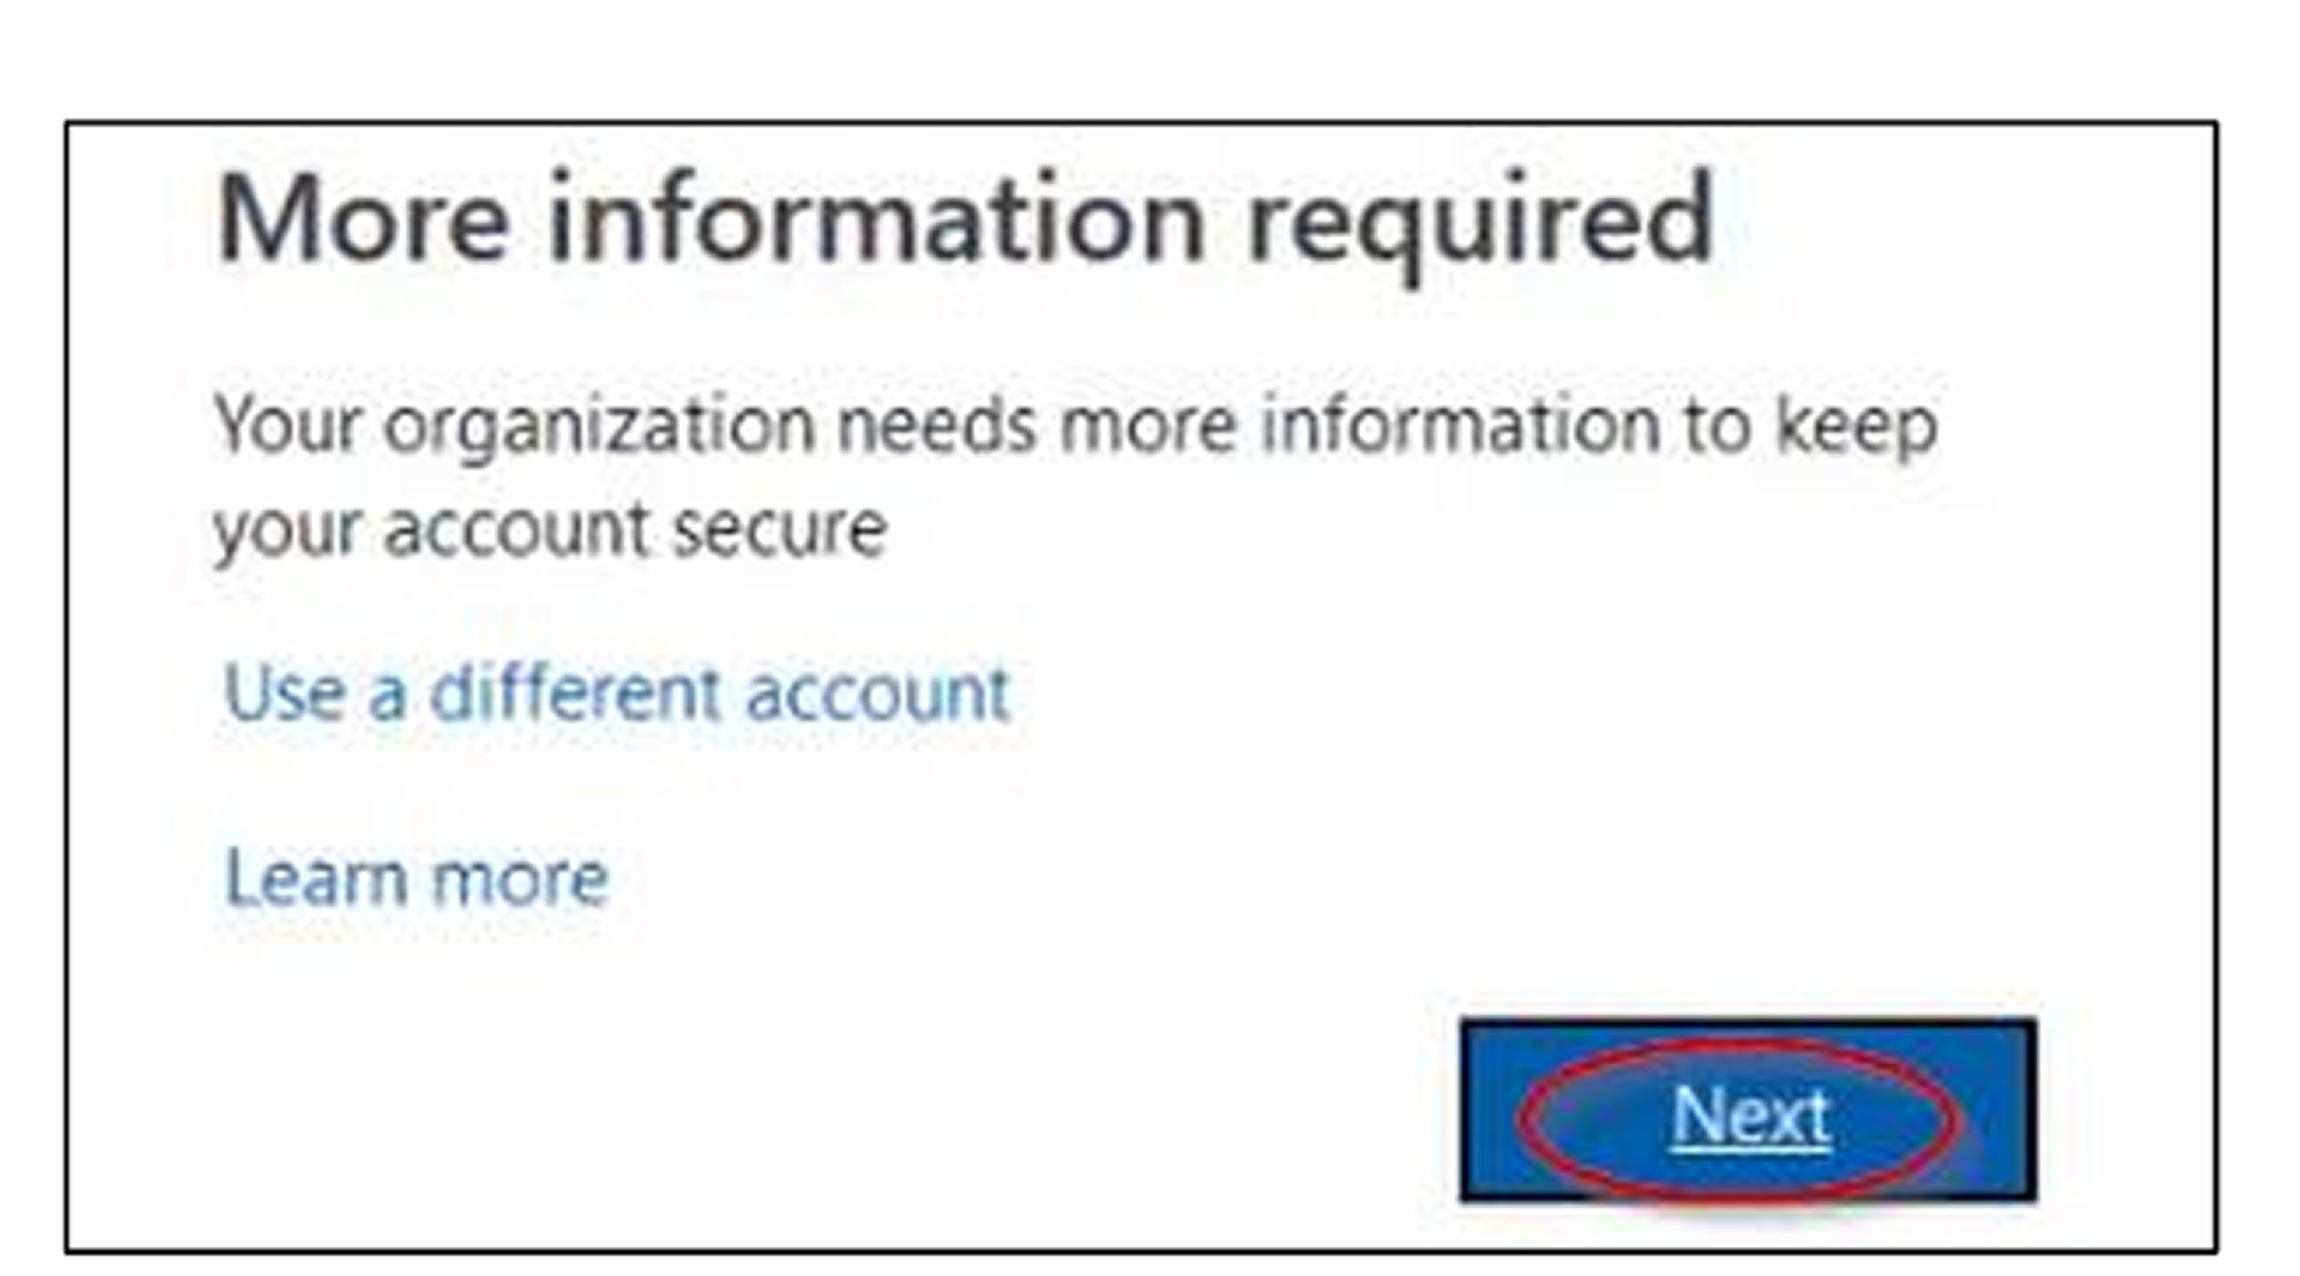 More information required
Your organization needs more information to keep
your account secure
Use a different account
Learn more
Next